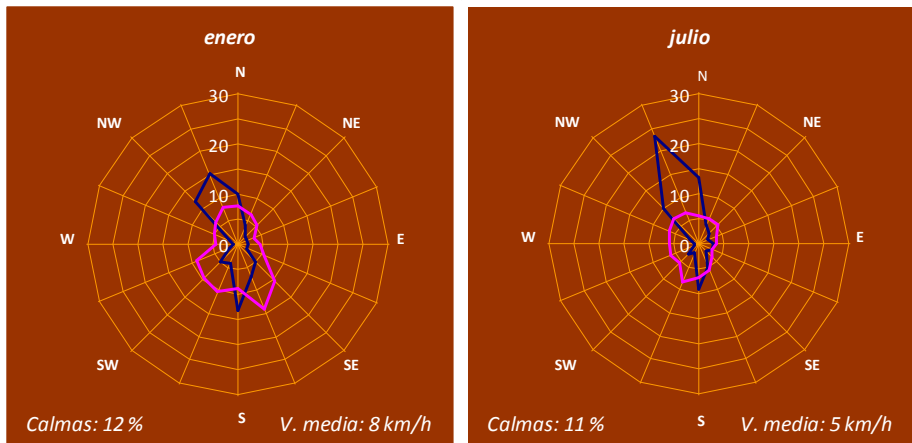 enero
N
30
NW
NE
20
10
W
0
E
SW
SE
S
Calmas: 12 %
V. media: 8 km/h
julio
N
30
NW
NE
20
10
W
0
E
SW
SE
S
Calmas: 11 %
V. media: 5 km/h